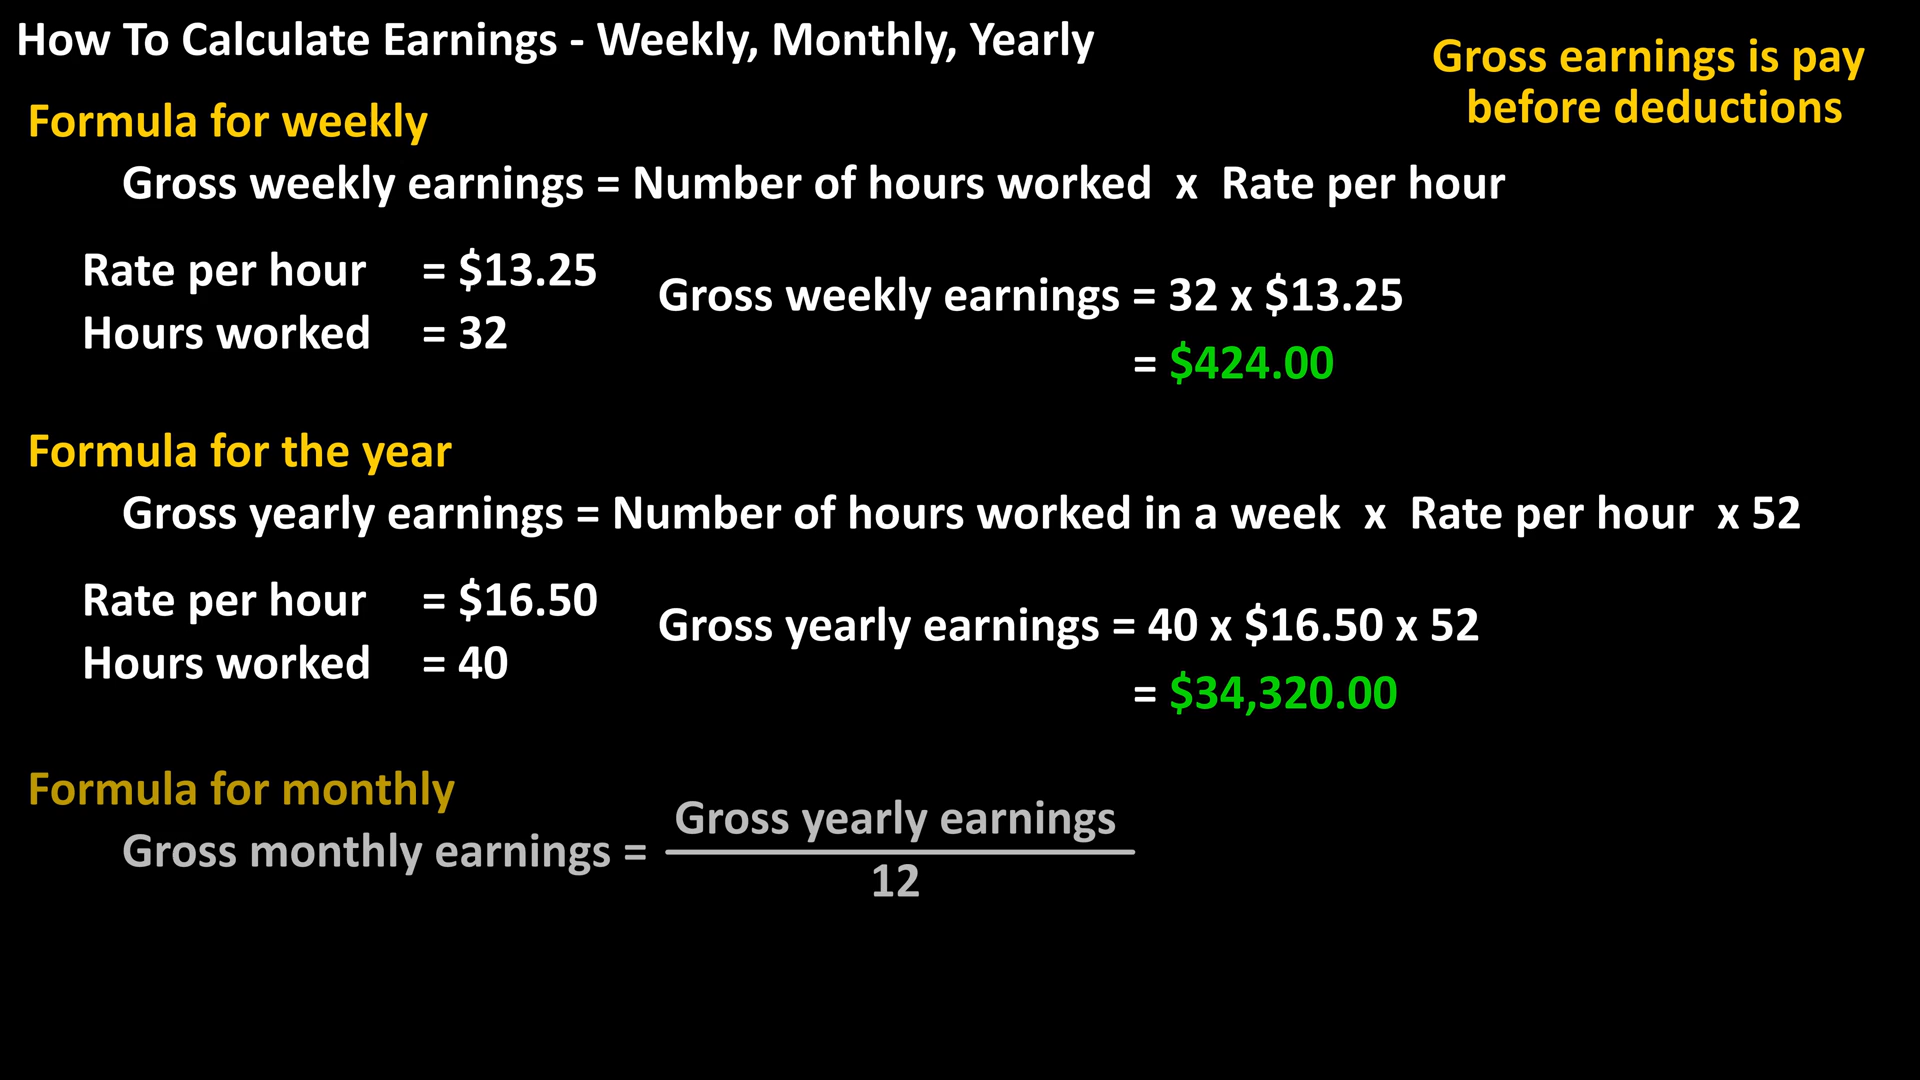 How To Calculate Earnings - Weekly, Monthly, Yearly
Gross earnings is pay
before deductions
Formula for weekly
Gross weekly earnings = Number of hours worked x Rate per hour
Rate per hour = $13.25
Hours worked = 32
Gross weekly earnings = 32 x $13.25
= $424.00
Formula for the year
Gross yearly earnings = Number of hours worked in a week x Rate per hour x 52
Rate per hour = $16.50
Hours worked = 40
Gross yearly earnings = 40 x $16.50 x 52
= $34,320.00
Formula for monthly
Gross monthly earnings =
Gross yearly earnings
12